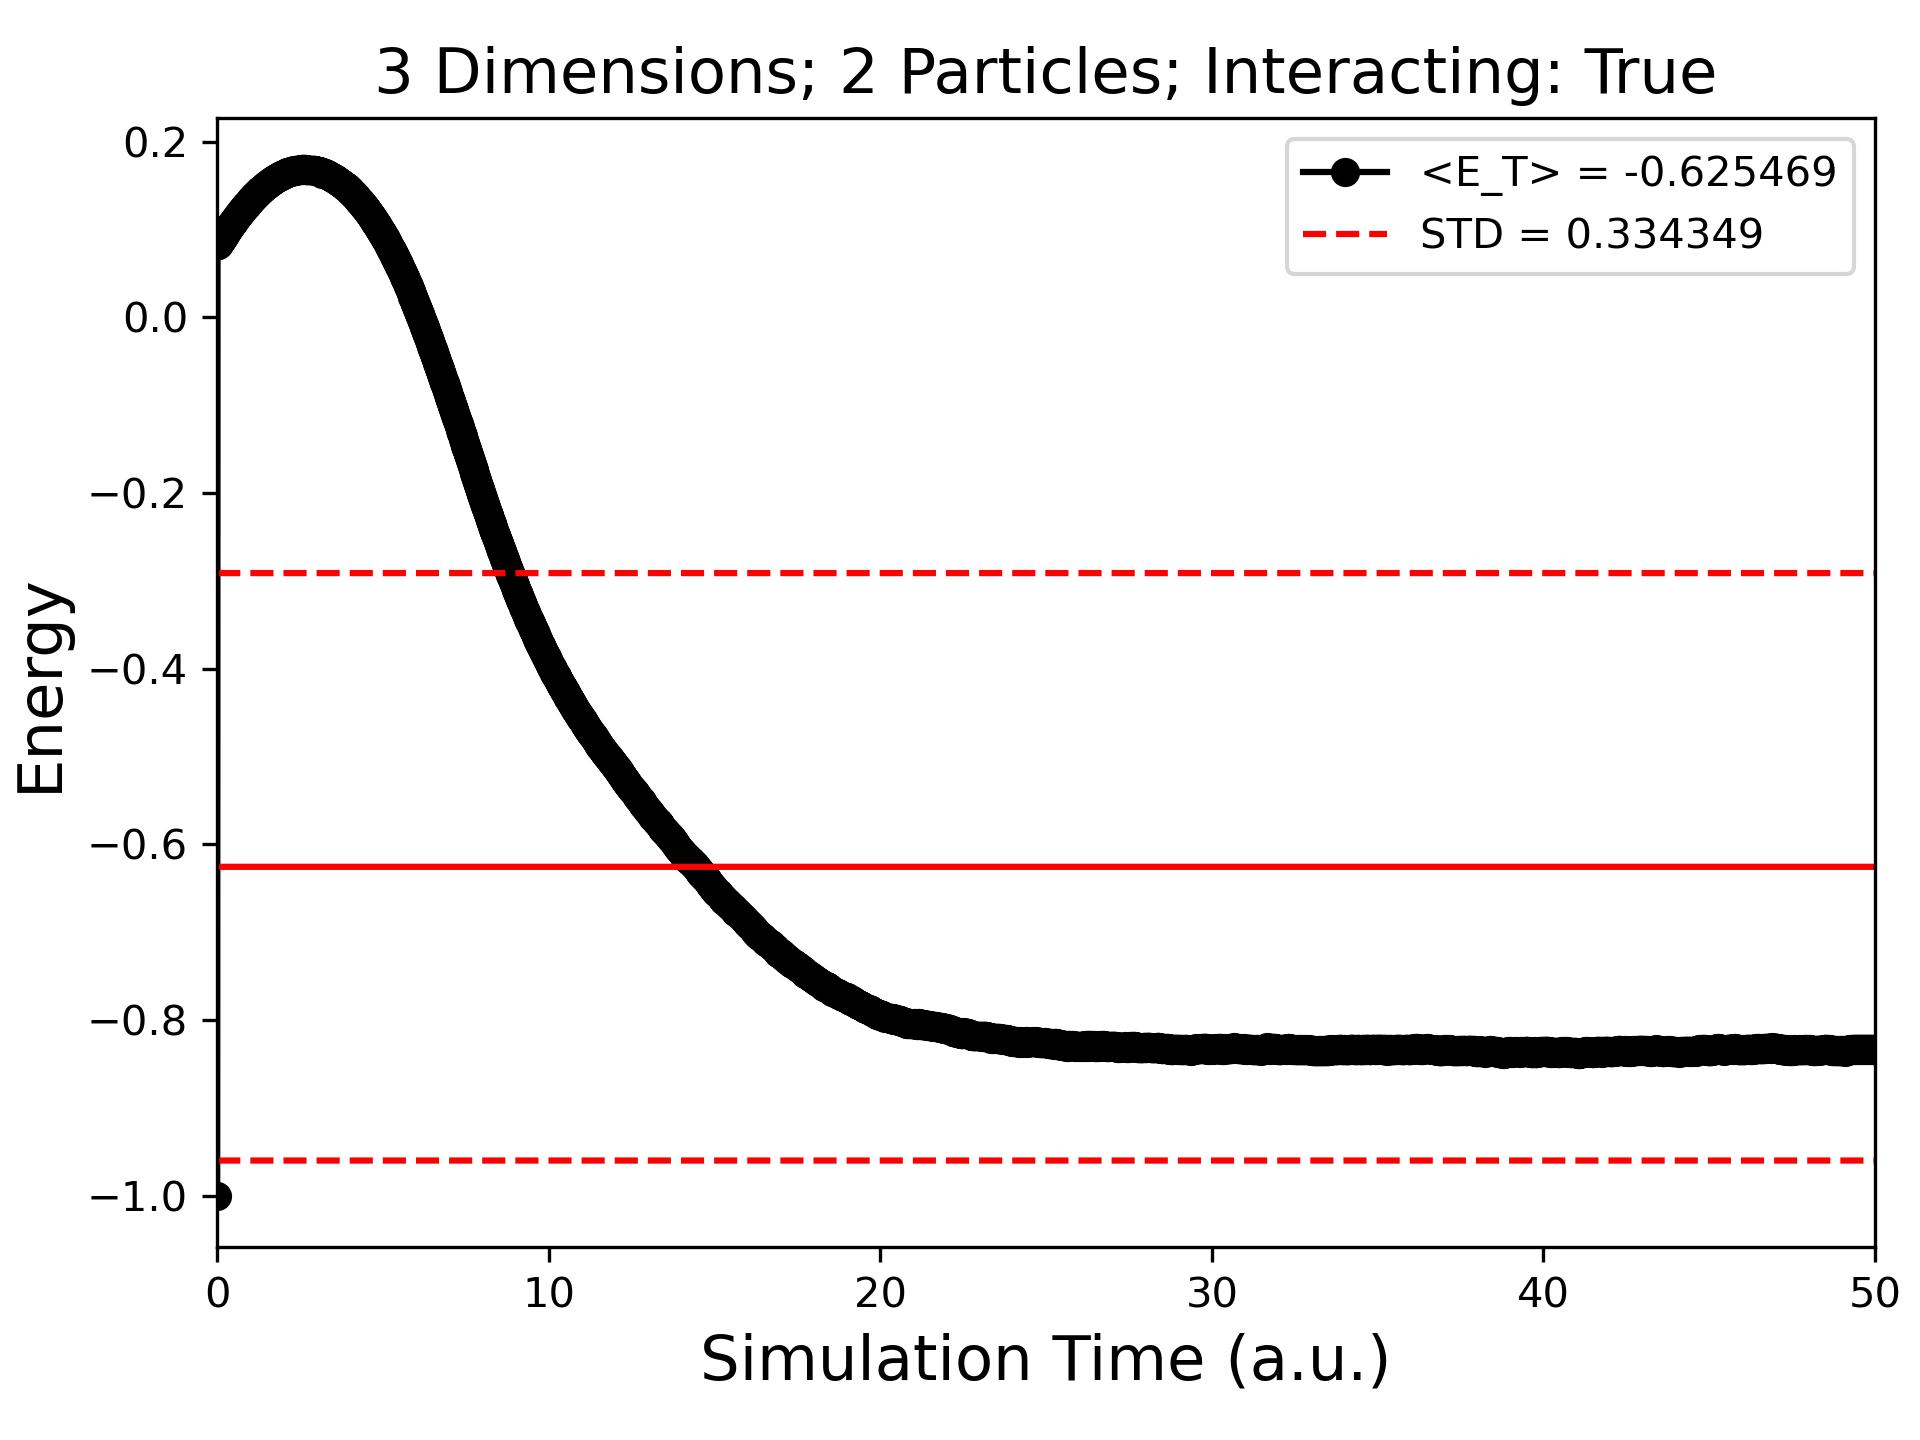 3 Dimensions; 2 Particles; Interacting: True
<E_T> = -0.625469
STD = 0.334349
0.2
0.0
−0.2
−0.4
−0.6
−0.8
−1.0
Energy
0 10 20 30 40 50
Simulation Time (a.u.)